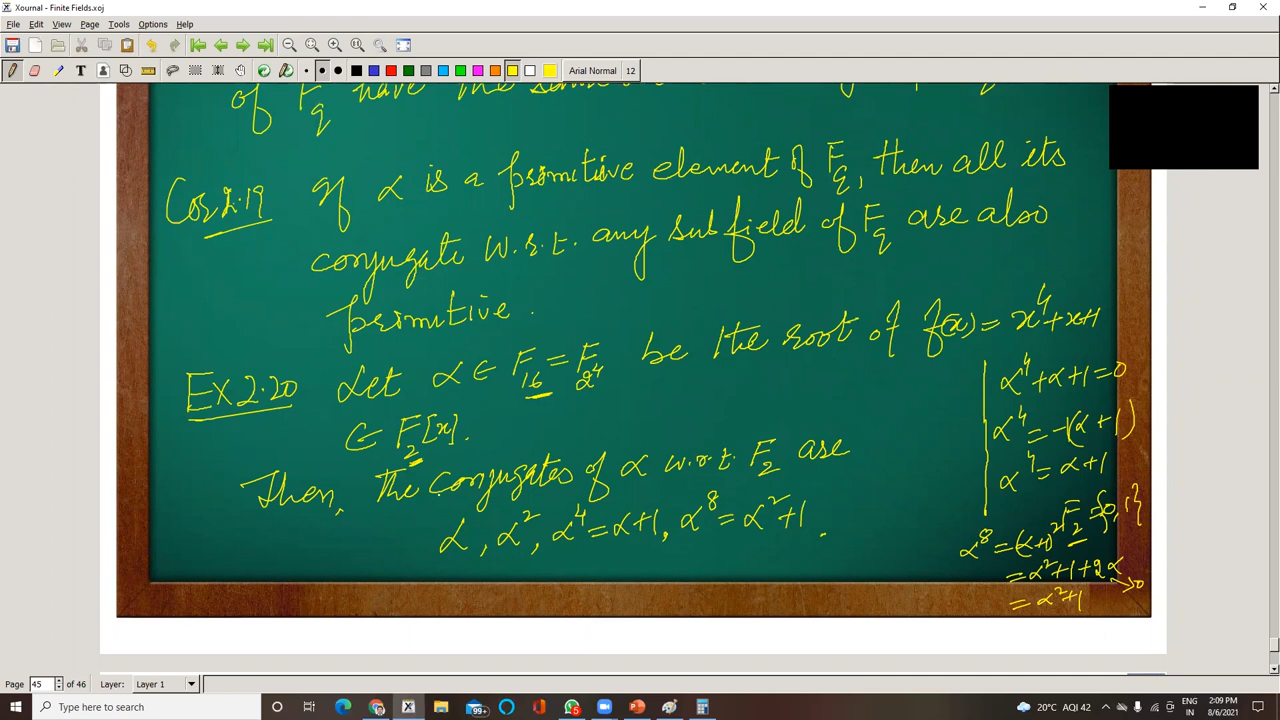 Xournal - Finite Fields.xoj
File Edit View Page Tools Options Help
Arial Normal 12
of F_q have the same
Cor 2.19 If α is a primitive element of F_q, then all its
conjugate w.r.t. any subfield of F_q are also
primitive.
Ex 2.20 Let α ∈ F_16 = F_2^4 be the root of f(x) = x^4+x+1
∈ F_2[x].
Then, the conjugates of α w.r.t. F_2 are
α, α^2, α^4 = α+1, α^8 = α^2+1.
α^4+α+1=0
α^4 = -(α+1)
α^4 = α+1
F_2 = {0,1}
α^8 = (α+1)^2
= α^2+1+2α → 0
= α^2+1
Page 45 of 46 Layer: Layer 1
Type here to search
99+
5
20°C AQI 42
ENG
IN
2:09 PM
8/6/2021